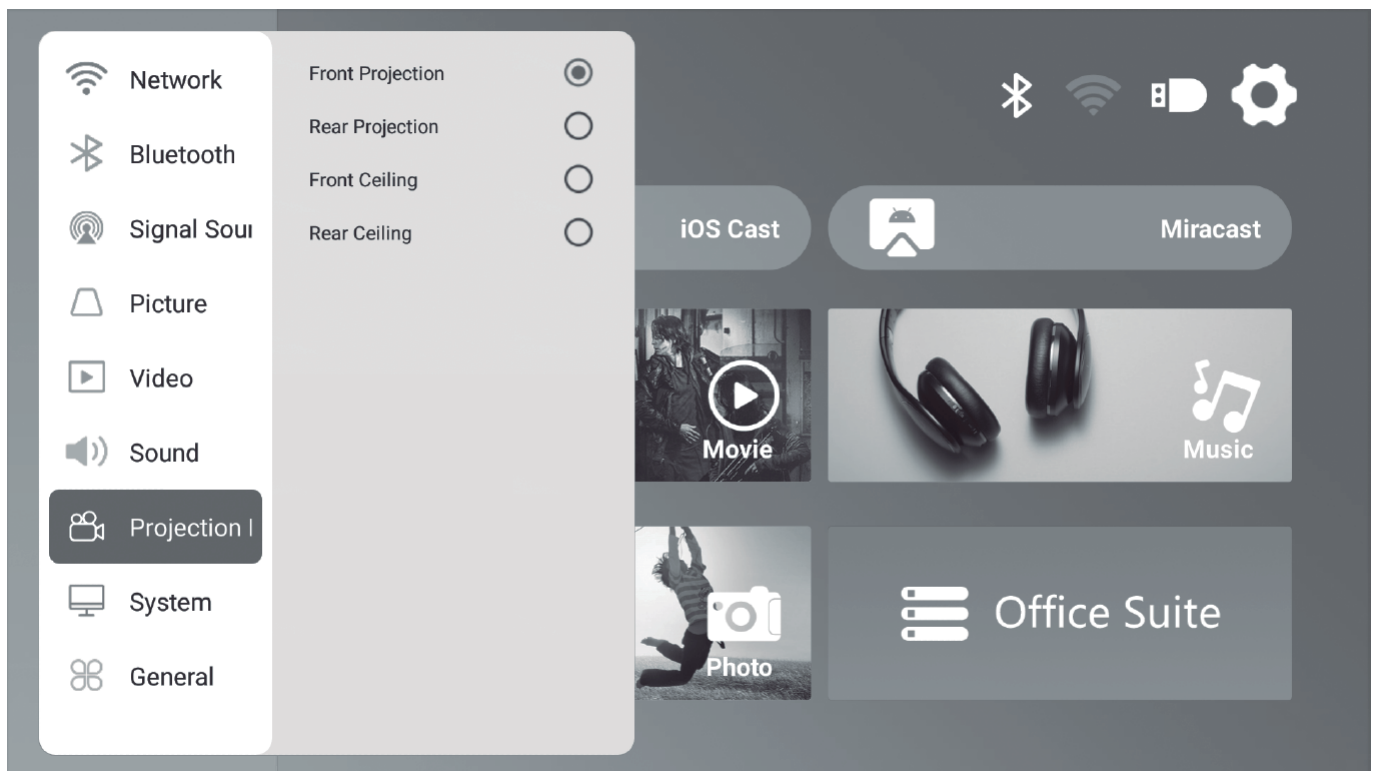 Network
Bluetooth
Signal Sour
Picture
Video
Sound
Projection
System
General
Front Projection
Rear Projection
Front Ceiling
Rear Ceiling
iOS Cast
Miracast
Movie
Music
Photo
Office Suite